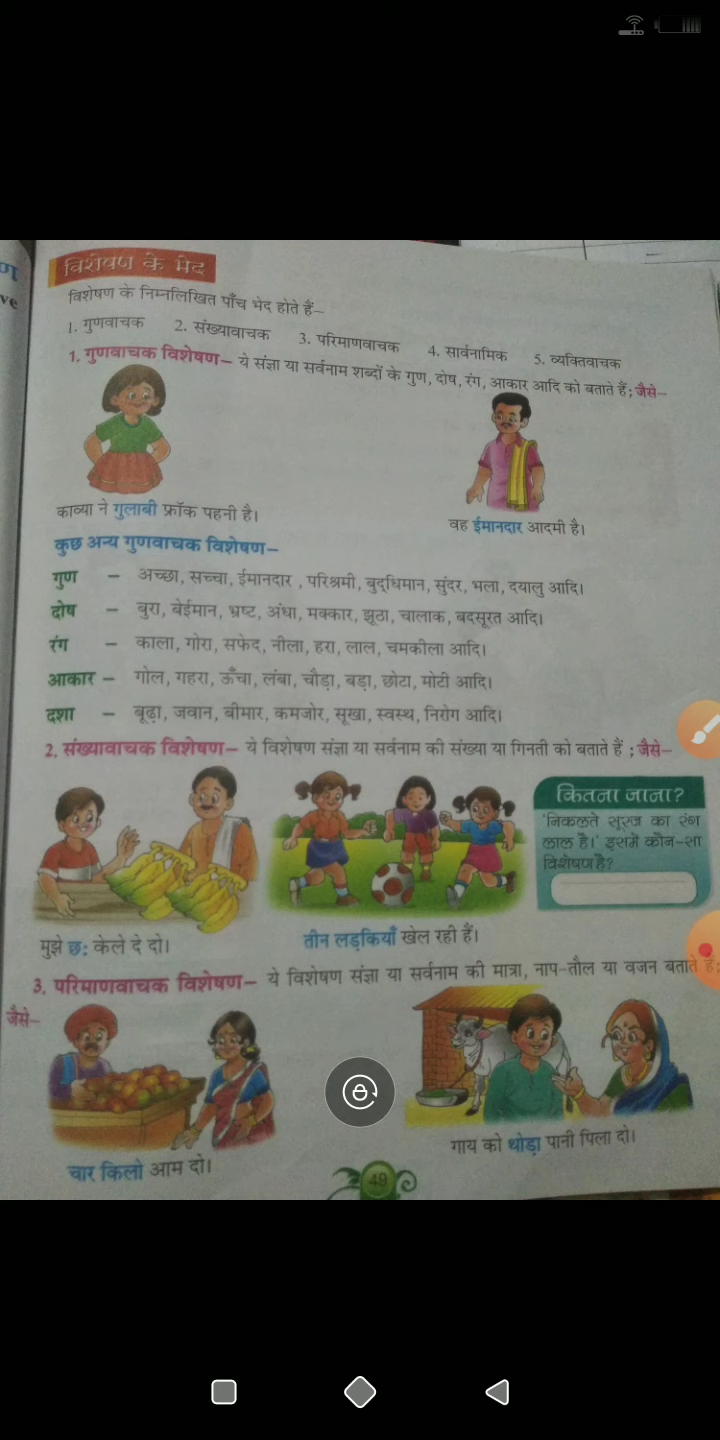 ण
ve
विशेषण के भेद
विशेषण के निम्नलिखित पाँच भेद होते हैं–
1. गुणवाचक 2. संख्यावाचक 3. परिमाणवाचक 4. सार्वनामिक 5. व्यक्तिवाचक
1. गुणवाचक विशेषण– ये संज्ञा या सर्वनाम शब्दों के गुण, दोष, रंग, आकार आदि को बताते हैं; जैसे–
काव्या ने गुलाबी फ्रॉक पहनी है।
वह ईमानदार आदमी है।
कुछ अन्य गुणवाचक विशेषण–
गुण – अच्छा, सच्चा, ईमानदार , परिश्रमी, बुद्धिमान, सुंदर, भला, दयालु आदि।
दोष – बुरा, बेईमान, भ्रष्ट, अंधा, मक्कार, झूठा, चालाक, बदसूरत आदि।
रंग – काला, गोरा, सफेद, नीला, हरा, लाल, चमकीला आदि।
आकार – गोल, गहरा, ऊँचा, लंबा, चौड़ा, बड़ा, छोटा, मोटी आदि।
दशा – बूढ़ा, जवान, बीमार, कमजोर, सूखा, स्वस्थ, निरोग आदि।
2. संख्यावाचक विशेषण– ये विशेषण संज्ञा या सर्वनाम की संख्या या गिनती को बताते हैं ; जैसे–
कितना जाना?
'निकलते सूरज का रंग
लाल है।' इसमें कौन-सा
विशेषण है?
मुझे छः केले दे दो।
तीन लड़कियाँ खेल रही हैं।
3. परिमाणवाचक विशेषण– ये विशेषण संज्ञा या सर्वनाम की मात्रा, नाप-तौल या वजन बताते हैं;
जैसे–
चार किलो आम दो।
गाय को थोड़ा पानी पिला दो।
49